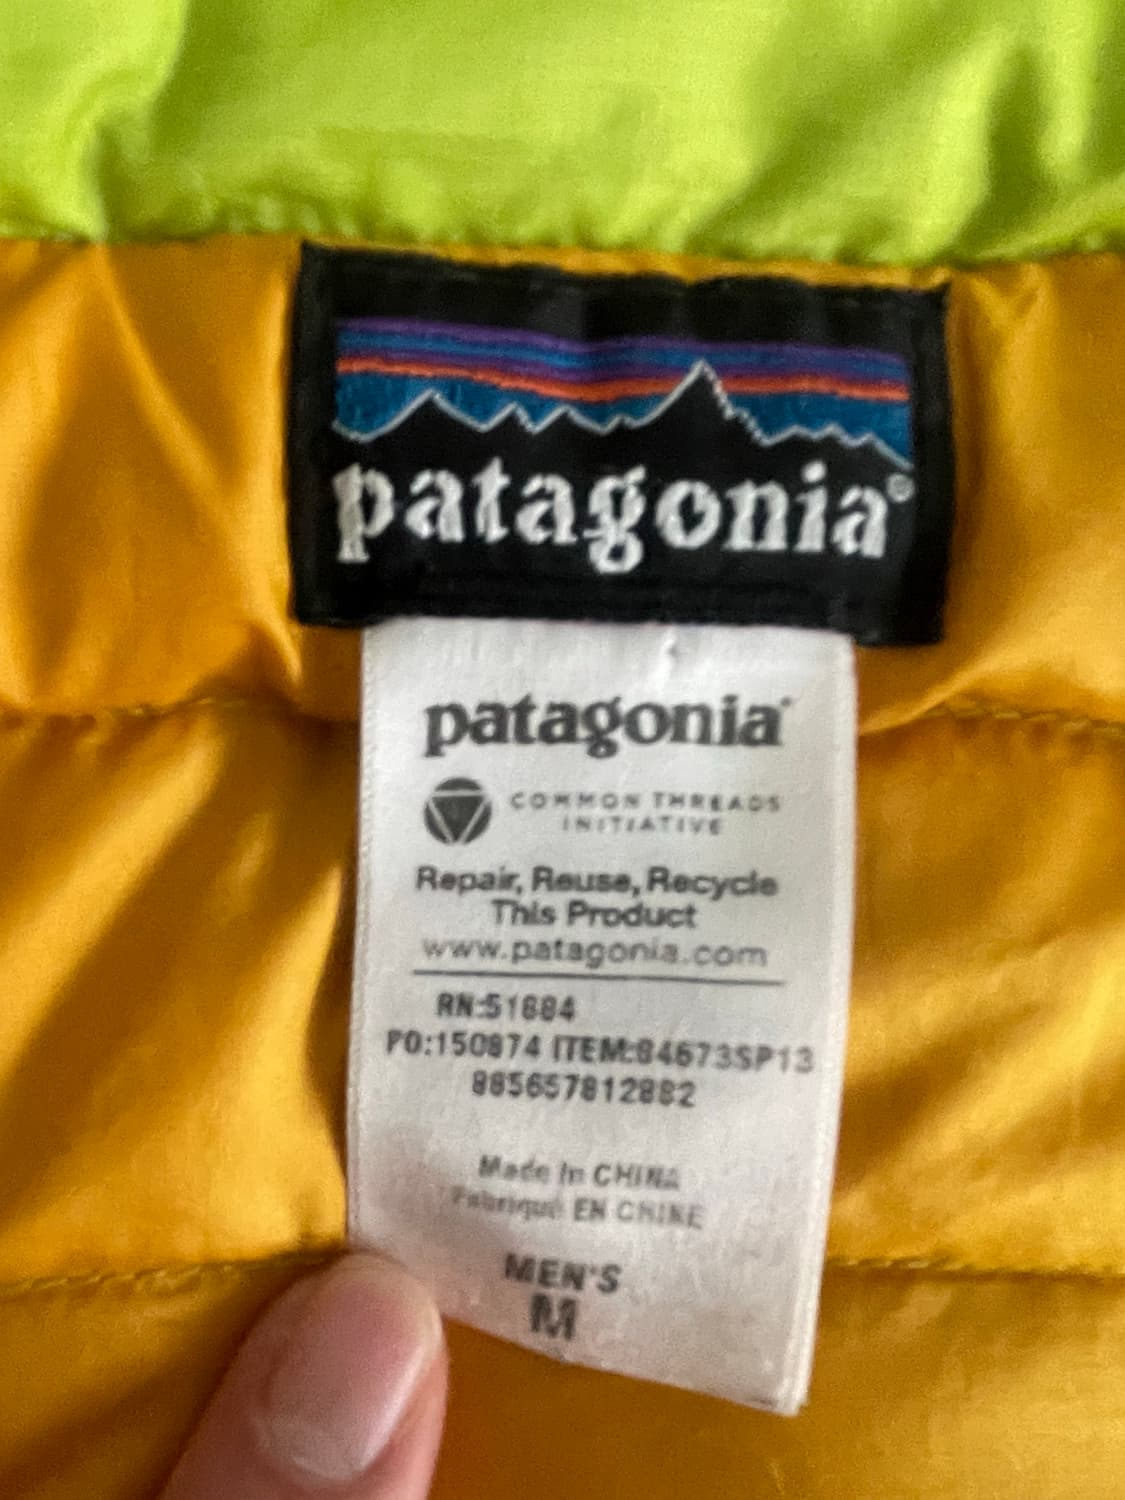 patagonia®
patagonia®
COMMON THREADS
INITIATIVE
Repair, Reuse, Recycle
This Product
www.patagonia.com
RN:51884
PO:150874 ITEM:84673SP13
885657812882
Made In CHINA
Fabriqué EN CHINE
MEN'S
M